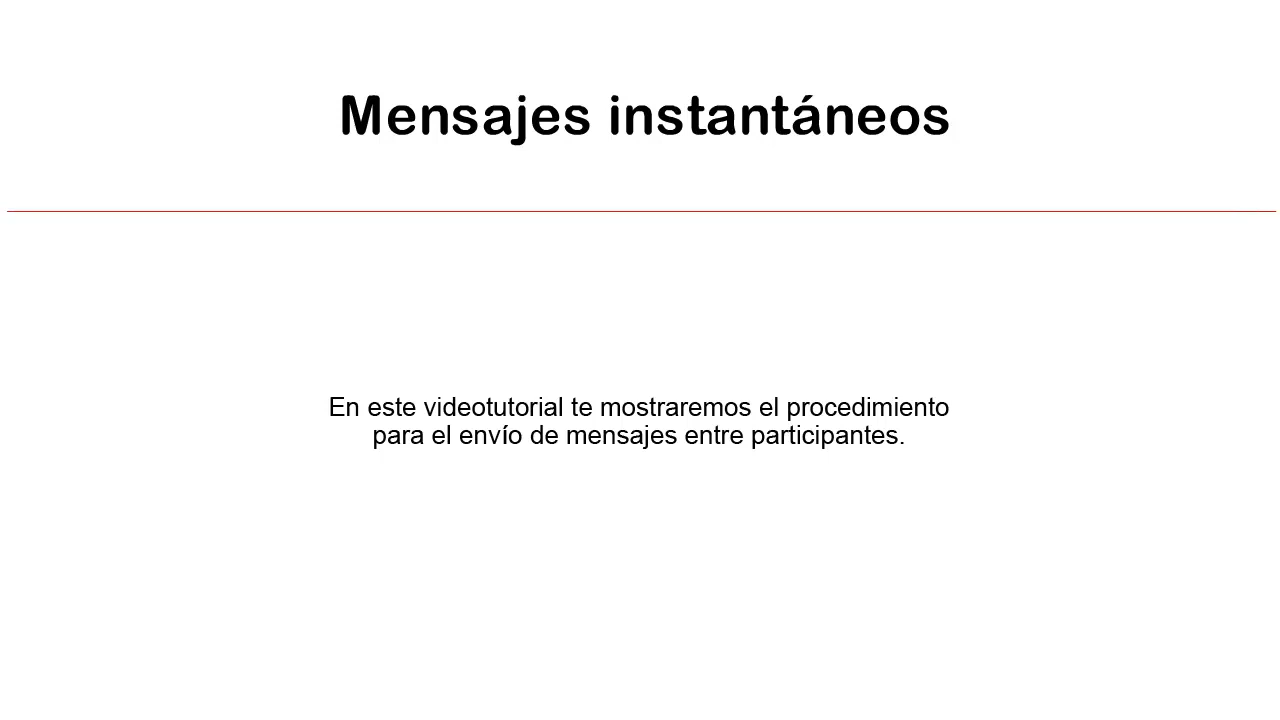 Mensajes instantáneos
En este videotutorial te mostraremos el procedimiento
para el envío de mensajes entre participantes.